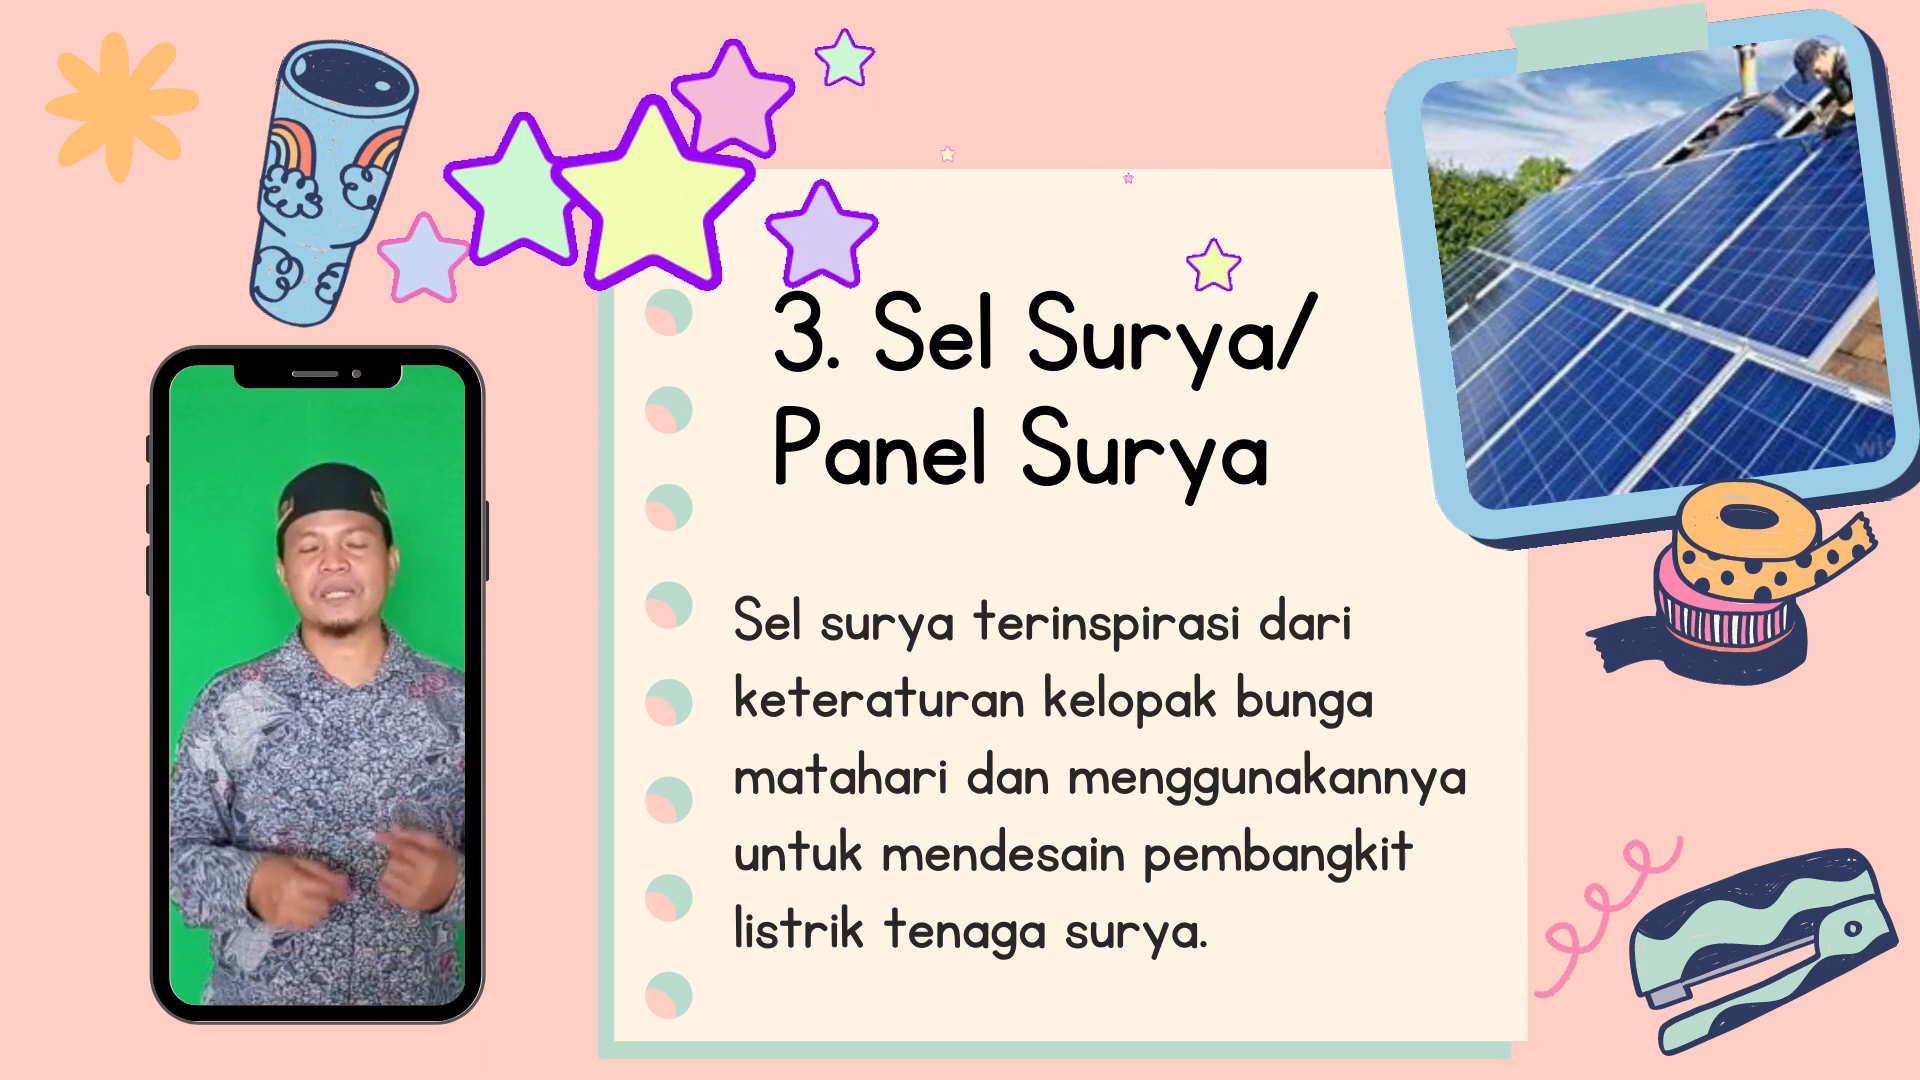 3. Sel Surya/
Panel Surya
Sel surya terinspirasi dari
keteraturan kelopak bunga
matahari dan menggunakannya
untuk mendesain pembangkit
listrik tenaga surya.